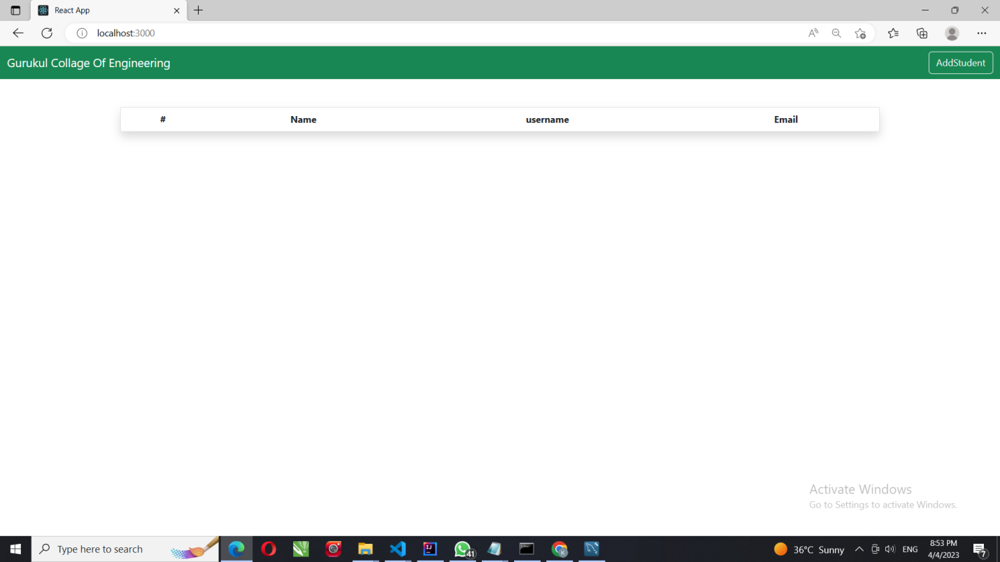 React App
localhost:3000
Gurukul Collage Of Engineering
AddStudent
# Name username Email
Activate Windows
Go to Settings to activate Windows.
Type here to search
41
36°C Sunny
ENG
8:53 PM
4/4/2023
7